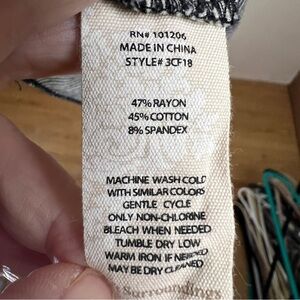 RN# 101206
MADE IN CHINA
STYLE# 3CF18
47% RAYON
45% COTTON
8% SPANDEX
MACHINE WASH COLD
WITH SIMILAR COLORS
GENTLE CYCLE
ONLY NON-CHLORINE
BLEACH WHEN NEEDED
TUMBLE DRY LOW
WARM IRON IF NEEDED
MAY BE DRY CLEANED
Surroundings